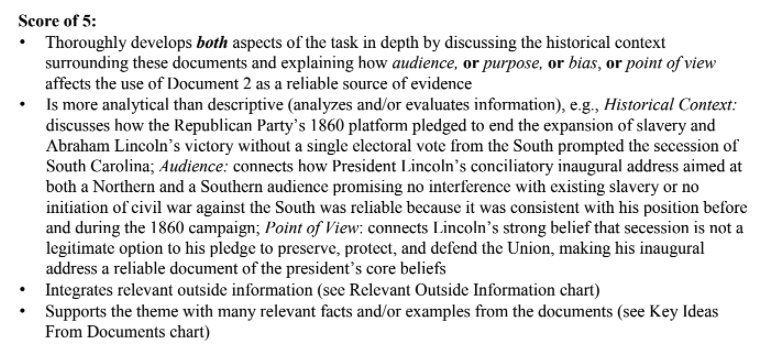 Score of 5:
• Thoroughly develops both aspects of the task in depth by discussing the historical context
surrounding these documents and explaining how audience, or purpose, or bias, or point of view
affects the use of Document 2 as a reliable source of evidence
• Is more analytical than descriptive (analyzes and/or evaluates information), e.g., Historical Context:
discusses how the Republican Party's 1860 platform pledged to end the expansion of slavery and
Abraham Lincoln's victory without a single electoral vote from the South prompted the secession of
South Carolina; Audience: connects how President Lincoln's conciliatory inaugural address aimed at
both a Northern and a Southern audience promising no interference with existing slavery or no
initiation of civil war against the South was reliable because it was consistent with his position before
and during the 1860 campaign; Point of View: connects Lincoln's strong belief that secession is not a
legitimate option to his pledge to preserve, protect, and defend the Union, making his inaugural
address a reliable document of the president's core beliefs
• Integrates relevant outside information (see Relevant Outside Information chart)
• Supports the theme with many relevant facts and/or examples from the documents (see Key Ideas
From Documents chart)